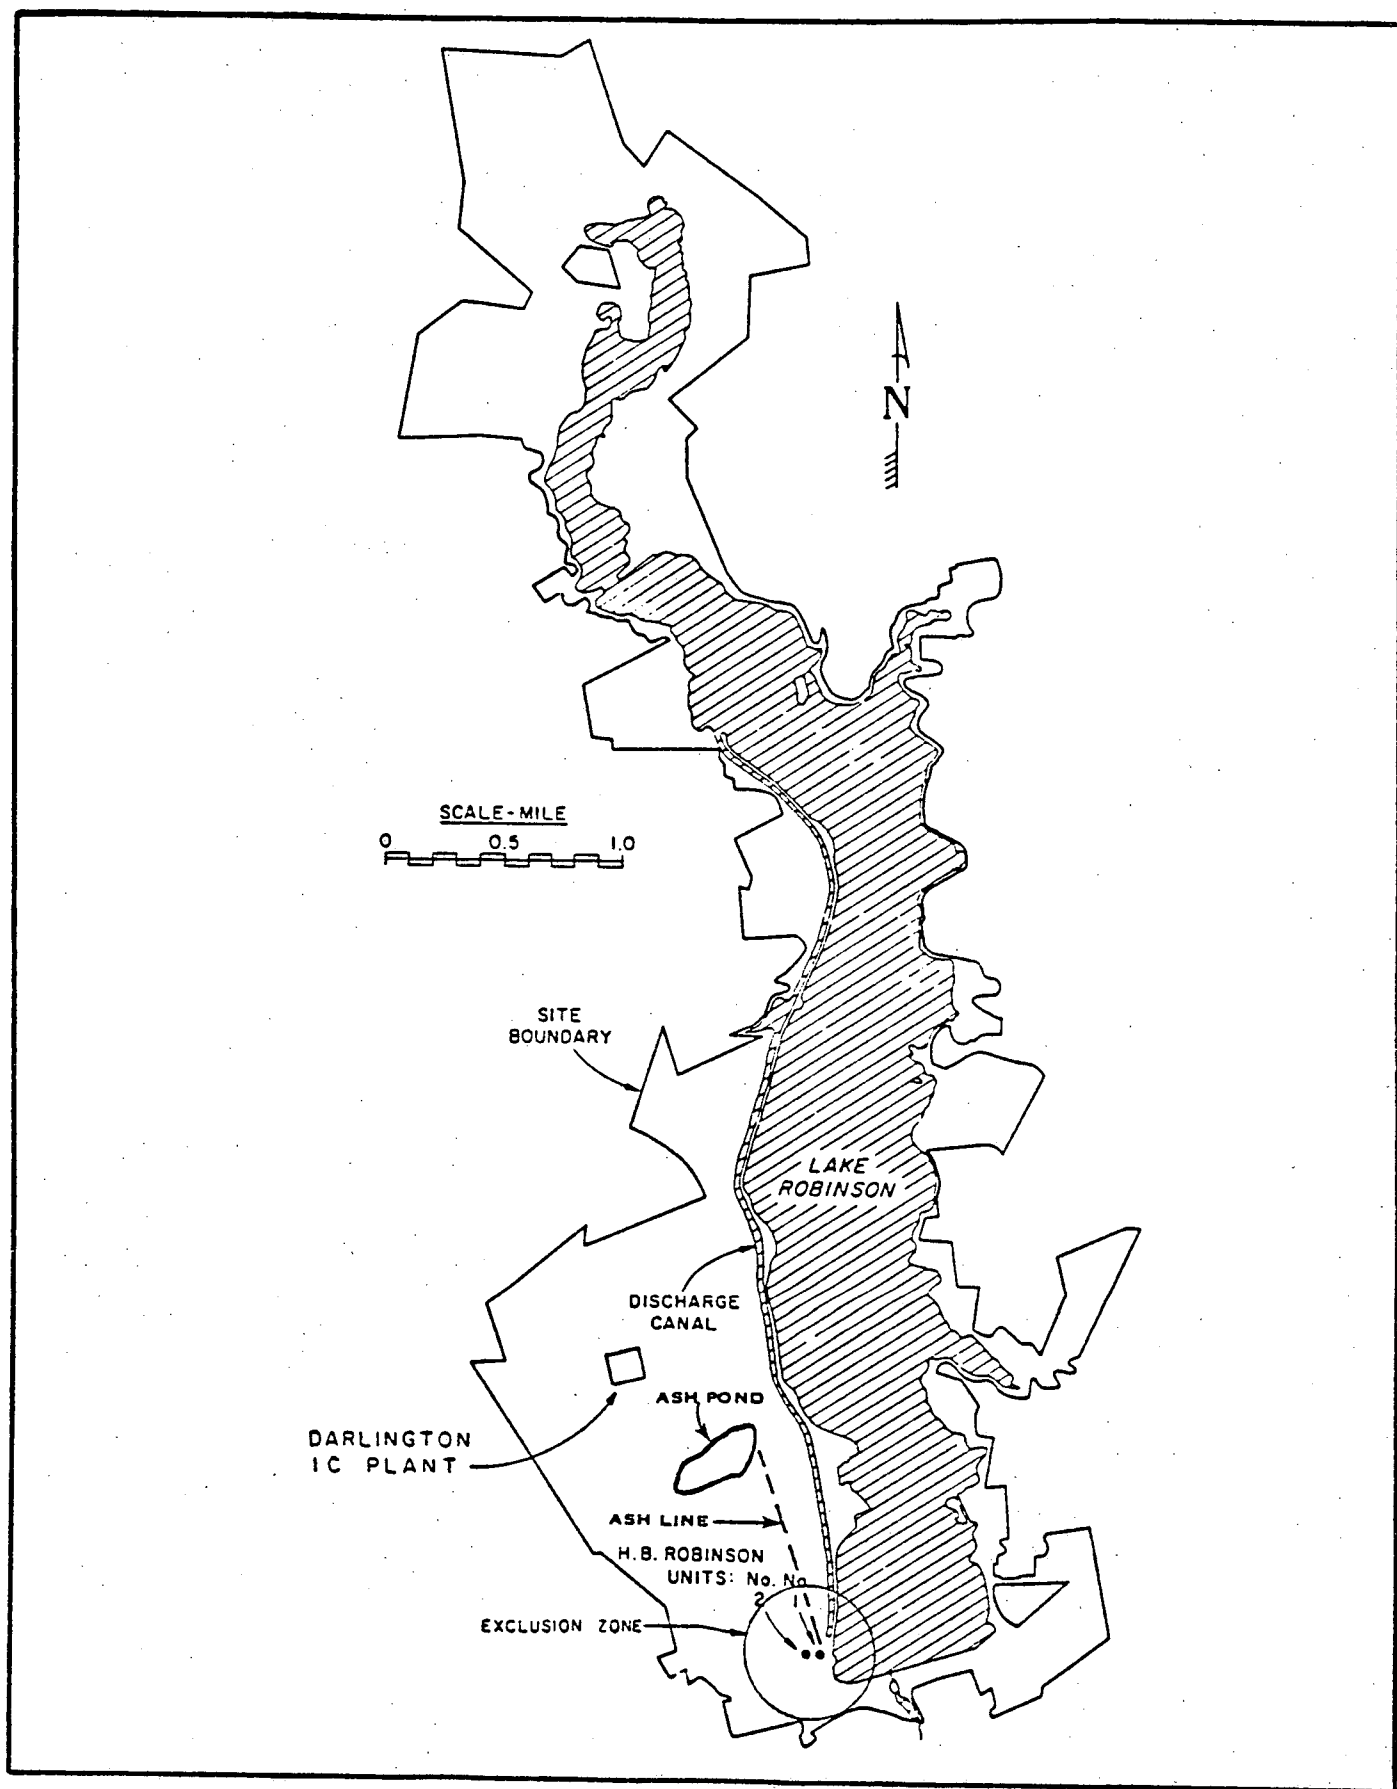 N
SCALE-MILE
0 0.5 1.0
SITE
BOUNDARY
LAKE
ROBINSON
DISCHARGE
CANAL
ASH POND
DARLINGTON
IC PLANT
ASH LINE
H.B. ROBINSON
UNITS: No. No.
2 1
EXCLUSION ZONE